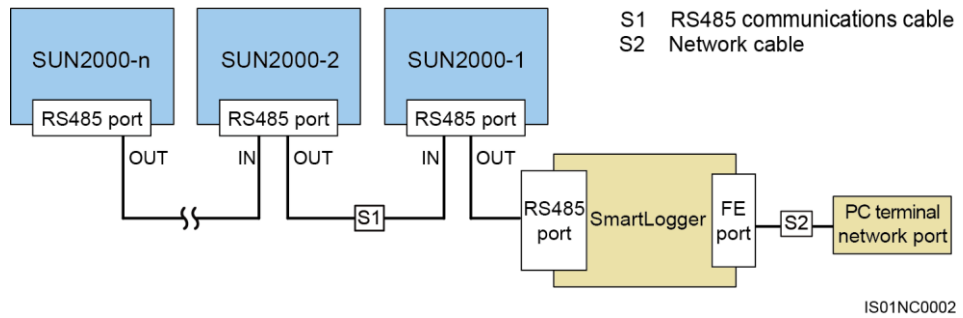 S1 RS485 communications cable
S2 Network cable
SUN2000-n
SUN2000-2
SUN2000-1
RS485 port
RS485 port
RS485 port
OUT
IN
OUT
IN
OUT
S1
RS485
port
SmartLogger
FE
port
S2
PC terminal
network port
IS01NC0002